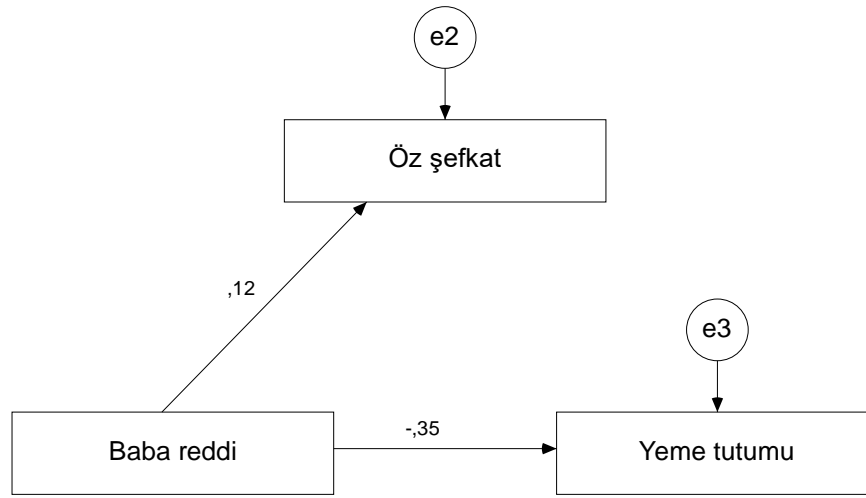 e2
Öz şefkat
,12
e3
-,35
Baba reddi
Yeme tutumu